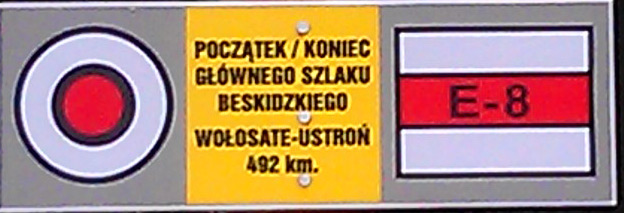 POCZĄTEK / KONIEC
GŁÓWNEGO SZLAKU
BESKIDZKIEGO
WOŁOSATE-USTROŃ
492 km.
E-8